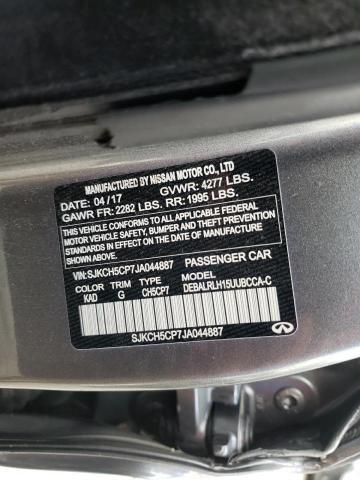 MANUFACTURED BY NISSAN MOTOR CO., LTD
DATE: 04/17 GVWR: 4277 LBS.
GAWR FR: 2282 LBS. RR: 1995 LBS.
THIS VEHICLE CONFORMS TO ALL APPLICABLE FEDERAL
MOTOR VEHICLE SAFETY, BUMPER, AND THEFT
PREVENTION STANDARDS IN EFFECT ON THE
DATE OF MANUFACTURE SHOWN ABOVE.
VIN: SJKCH5CP7JA044887 PASSENGER CAR
COLOR TRIM TYPE: MODEL:
KAD G CH5CP7 DEBALRLH15UUBCCA-C
SJKCH5CP7JA044887